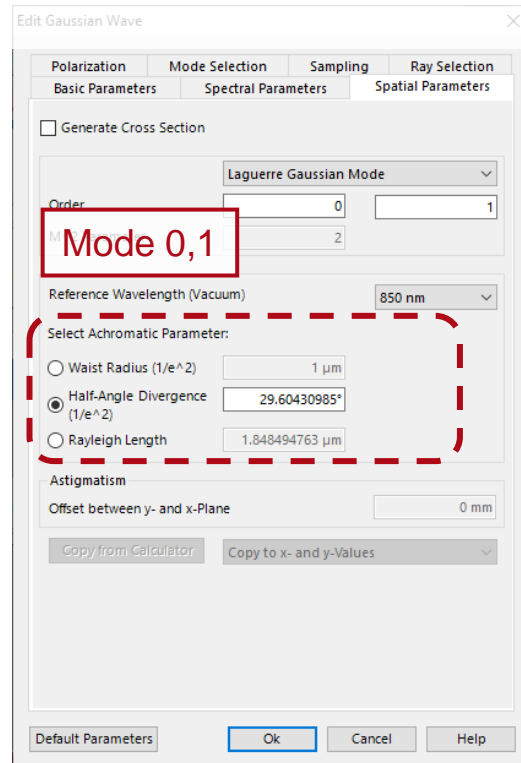 Edit Gaussian Wave
Polarization Mode Selection Sampling Ray Selection
Basic Parameters Spectral Parameters Spatial Parameters
Generate Cross Section
Laguerre Gaussian Mode
Order 0 1
Mode 0,1
2
Reference Wavelength (Vacuum) 850 nm
Select Achromatic Parameter:
Waist Radius (1/e^2) 1 µm
Half-Angle Divergence
(1/e^2) 29.60430985°
Rayleigh Length 1.848494763 µm
Astigmatism
Offset between y- and x-Plane 0 mm
Copy from Calculator Copy to x- and y-Values
Default Parameters Ok Cancel Help